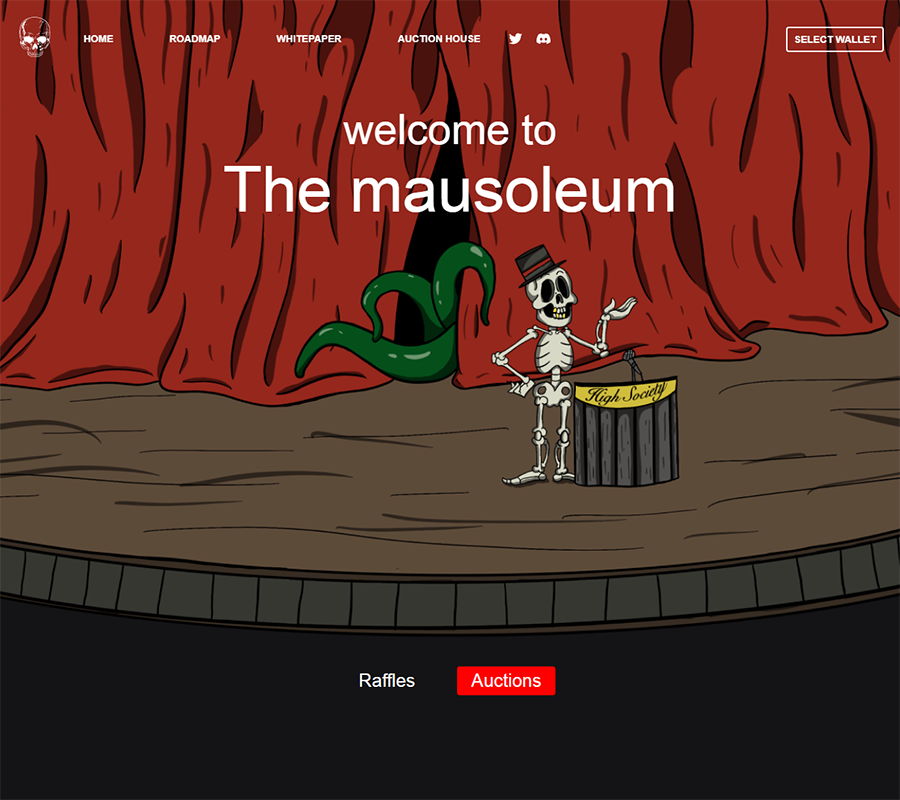 HOME
ROADMAP
WHITEPAPER
AUCTION HOUSE
SELECT WALLET
welcome to
The mausoleum
High Society
Raffles
Auctions